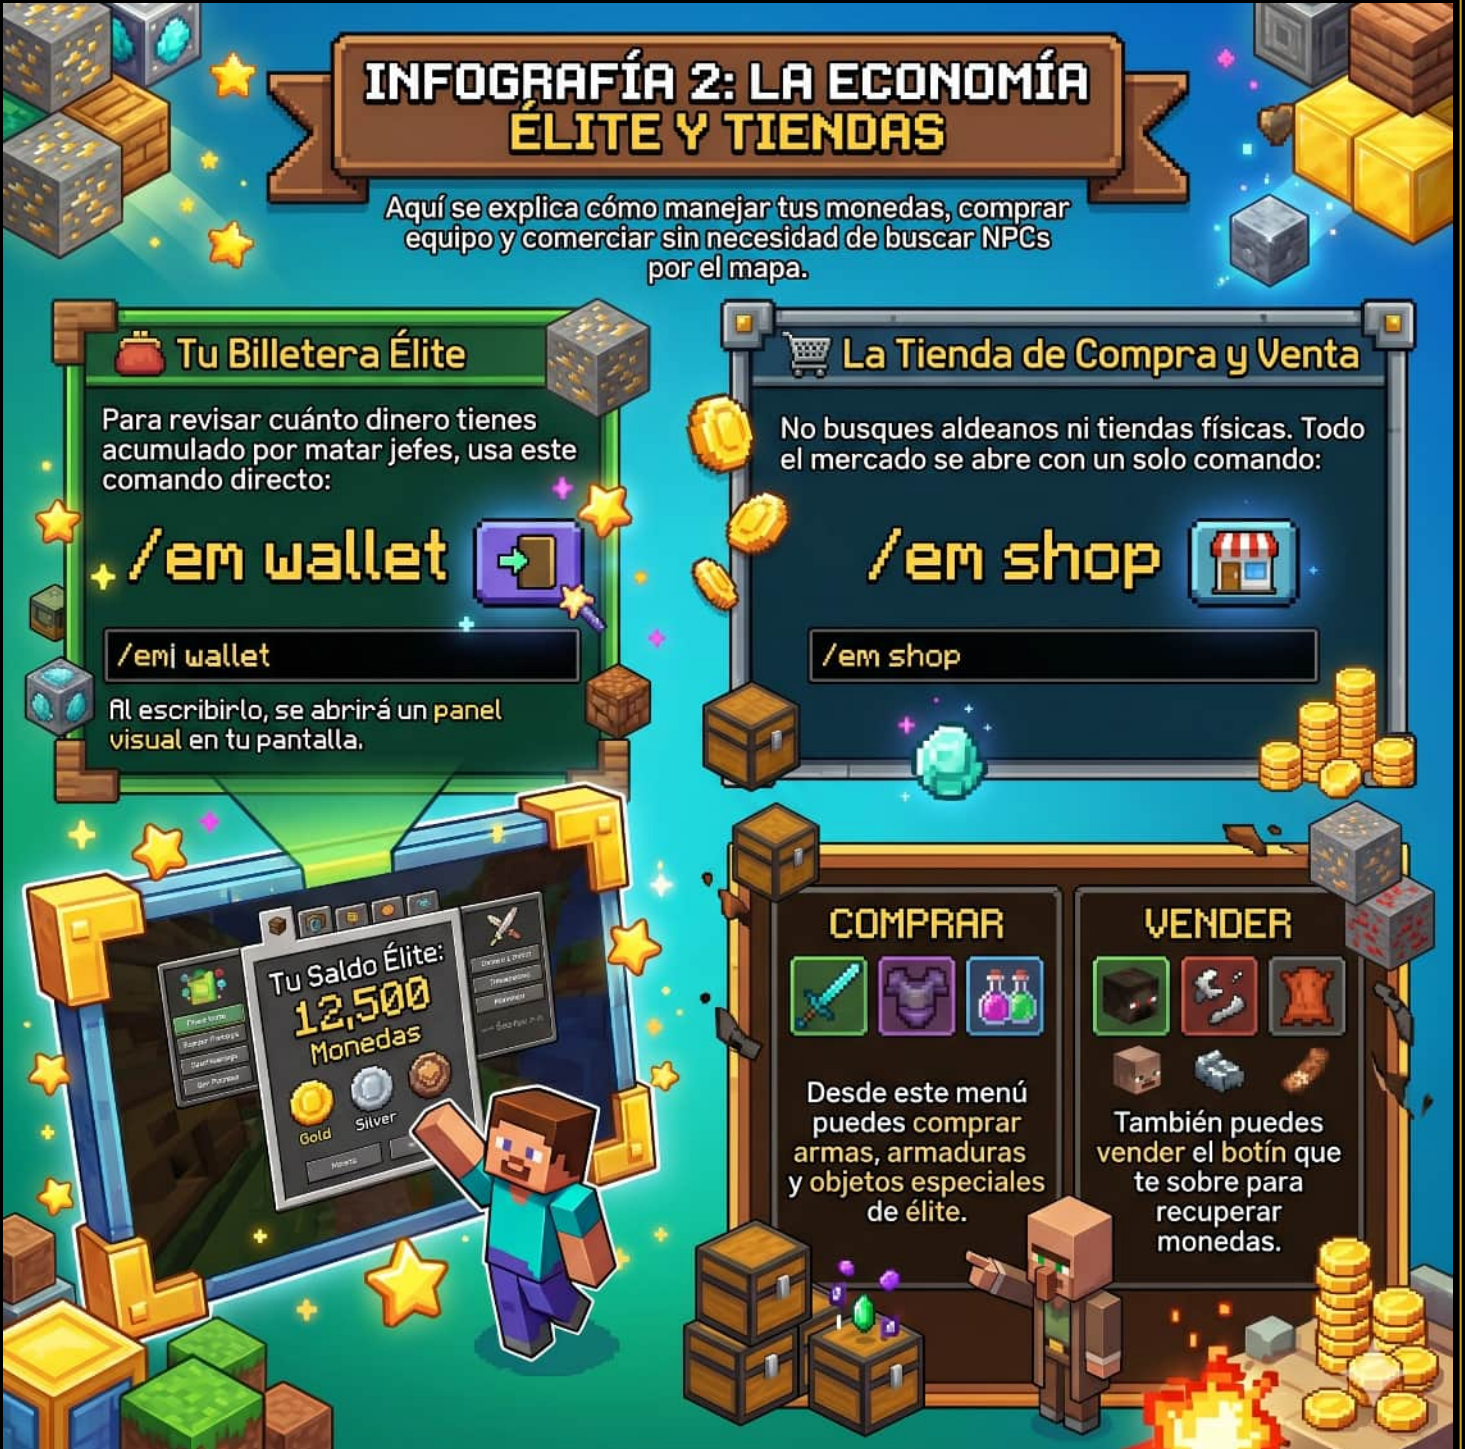 INFOGRAFÍA 2: LA ECONOMÍA
ÉLITE Y TIENDAS
Aquí se explica cómo manejar tus monedas, comprar
equipo y comerciar sin necesidad de buscar NPCs
por el mapa.
Tu Billetera Élite
Para revisar cuánto dinero tienes
acumulado por matar jefes, usa este
comando directo:
/em wallet
/emi wallet
Al escribirlo, se abrirá un panel
visual en tu pantalla.
Tu Saldo Élite:
12,500
Monedas
Gold
Silver
La Tienda de Compra y Venta
No busques aldeanos ni tiendas físicas. Todo
el mercado se abre con un solo comando:
/em shop
/em shop
COMPRAR
Desde este menú
puedes comprar
armas, armaduras
y objetos especiales
de élite.
VENDER
También puedes
vender el botín que
te sobre para
recuperar
monedas.